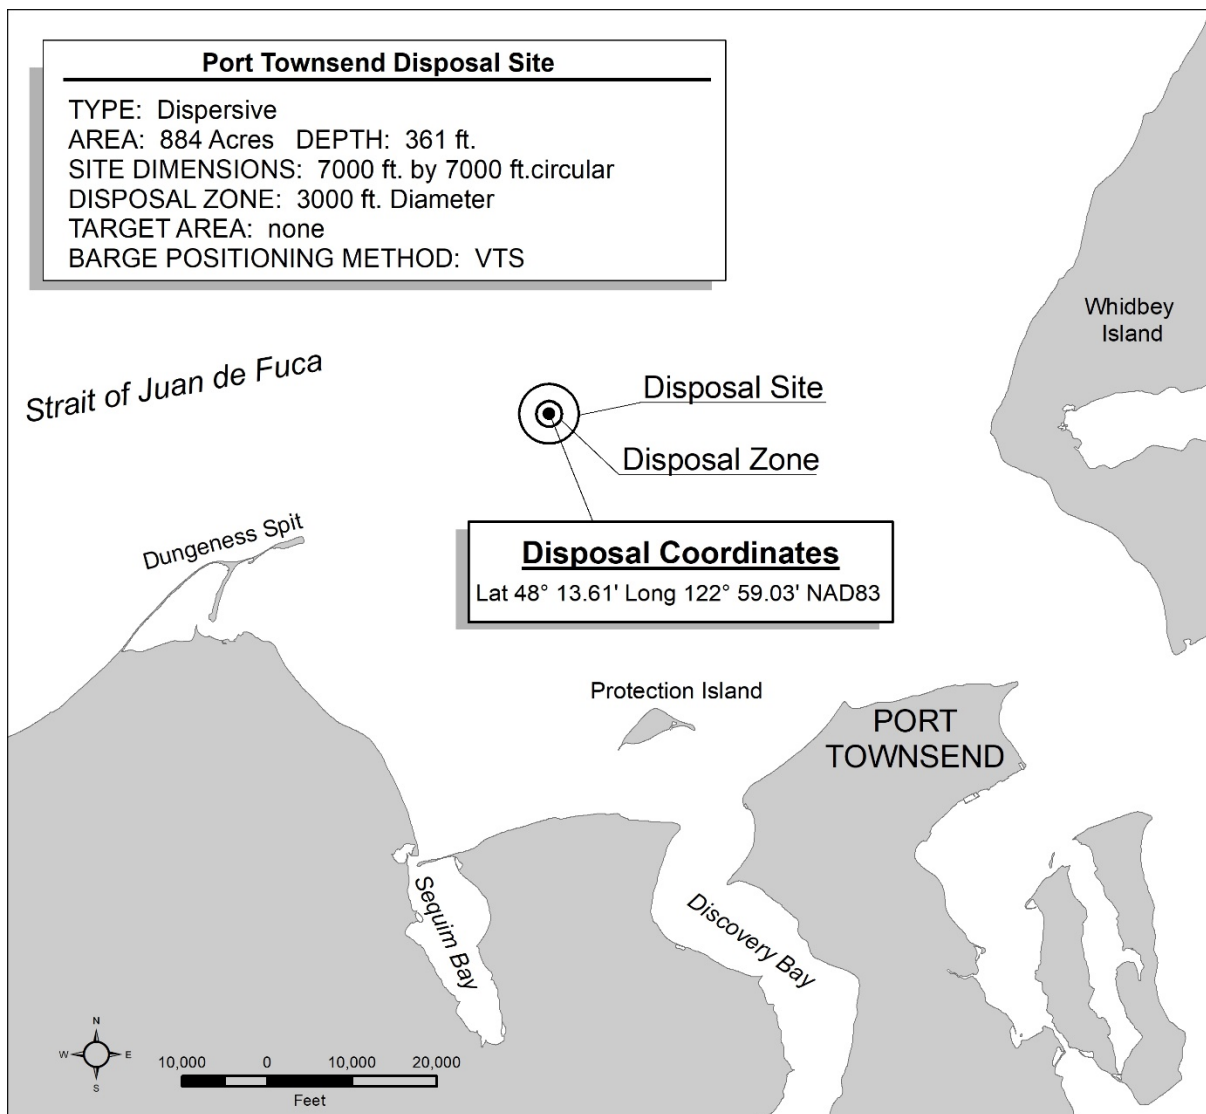 Port Townsend Disposal Site
TYPE: Dispersive
AREA: 884 Acres DEPTH: 361 ft.
SITE DIMENSIONS: 7000 ft. by 7000 ft.circular
DISPOSAL ZONE: 3000 ft. Diameter
TARGET AREA: none
BARGE POSITIONING METHOD: VTS
Whidbey
Island
Strait of Juan de Fuca
Disposal Site
Disposal Zone
Dungeness Spit
Disposal Coordinates
Lat 48° 13.61' Long 122° 59.03' NAD83
Protection Island
PORT
TOWNSEND
Sequim Bay
Discovery Bay
N
W E
S
10,000 0 10,000 20,000
Feet